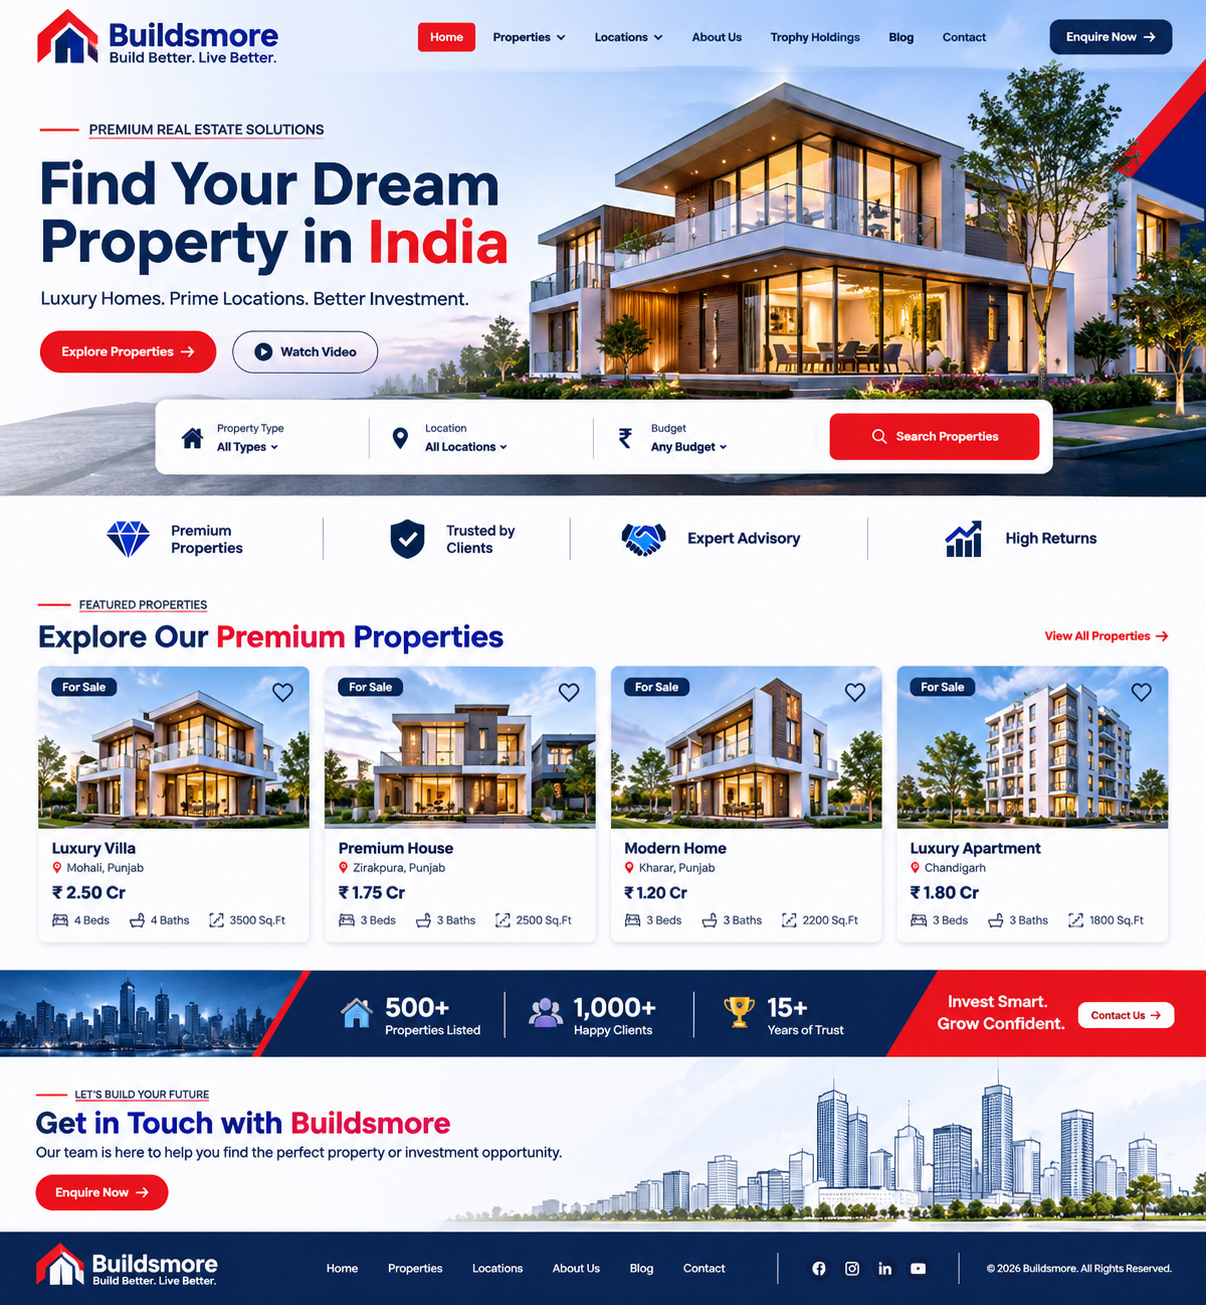 Buildsmore
Build Better. Live Better.
Home
Properties
Locations
About Us
Trophy Holdings
Blog
Contact
Enquire Now
PREMIUM REAL ESTATE SOLUTIONS
Find Your Dream
Property in India
Luxury Homes. Prime Locations. Better Investment.
Explore Properties
Watch Video
Property Type
All Types
Location
All Locations
₹
Budget
Any Budget
Search Properties
Premium
Properties
Trusted by
Clients
Expert Advisory
High Returns
FEATURED PROPERTIES
Explore Our Premium Properties
View All Properties
For Sale
Luxury Villa
Mohali, Punjab
₹ 2.50 Cr
4 Beds
4 Baths
3500 Sq.Ft
For Sale
Premium House
Zirakpura, Punjab
₹ 1.75 Cr
3 Beds
3 Baths
2500 Sq.Ft
For Sale
Modern Home
Kharar, Punjab
₹ 1.20 Cr
3 Beds
3 Baths
2200 Sq.Ft
For Sale
Luxury Apartment
Chandigarh
₹ 1.80 Cr
3 Beds
3 Baths
1800 Sq.Ft
500+
Properties Listed
1,000+
Happy Clients
15+
Years of Trust
Invest Smart.
Grow Confident.
Contact Us
LET'S BUILD YOUR FUTURE
Get in Touch with Buildsmore
Our team is here to help you find the perfect property or investment opportunity.
Enquire Now
Buildsmore
Build Better. Live Better.
Home
Properties
Locations
About Us
Blog
Contact
© 2026 Buildsmore. All Rights Reserved.